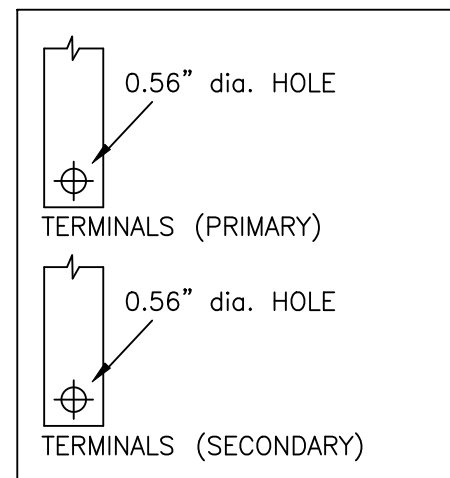 0.56” dia. HOLE
TERMINALS (PRIMARY)
0.56” dia. HOLE
TERMINALS (SECONDARY)